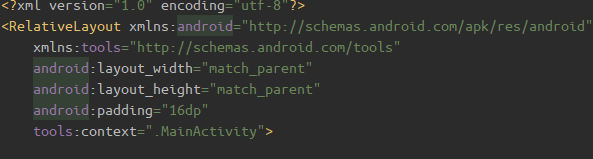 <?xml version="1.0" encoding="utf-8"?>
<RelativeLayout xmlns:android="http://schemas.android.com/apk/res/android"
    xmlns:tools="http://schemas.android.com/tools"
    android:layout_width="match_parent"
    android:layout_height="match_parent"
    android:padding="16dp"
    tools:context=".MainActivity">